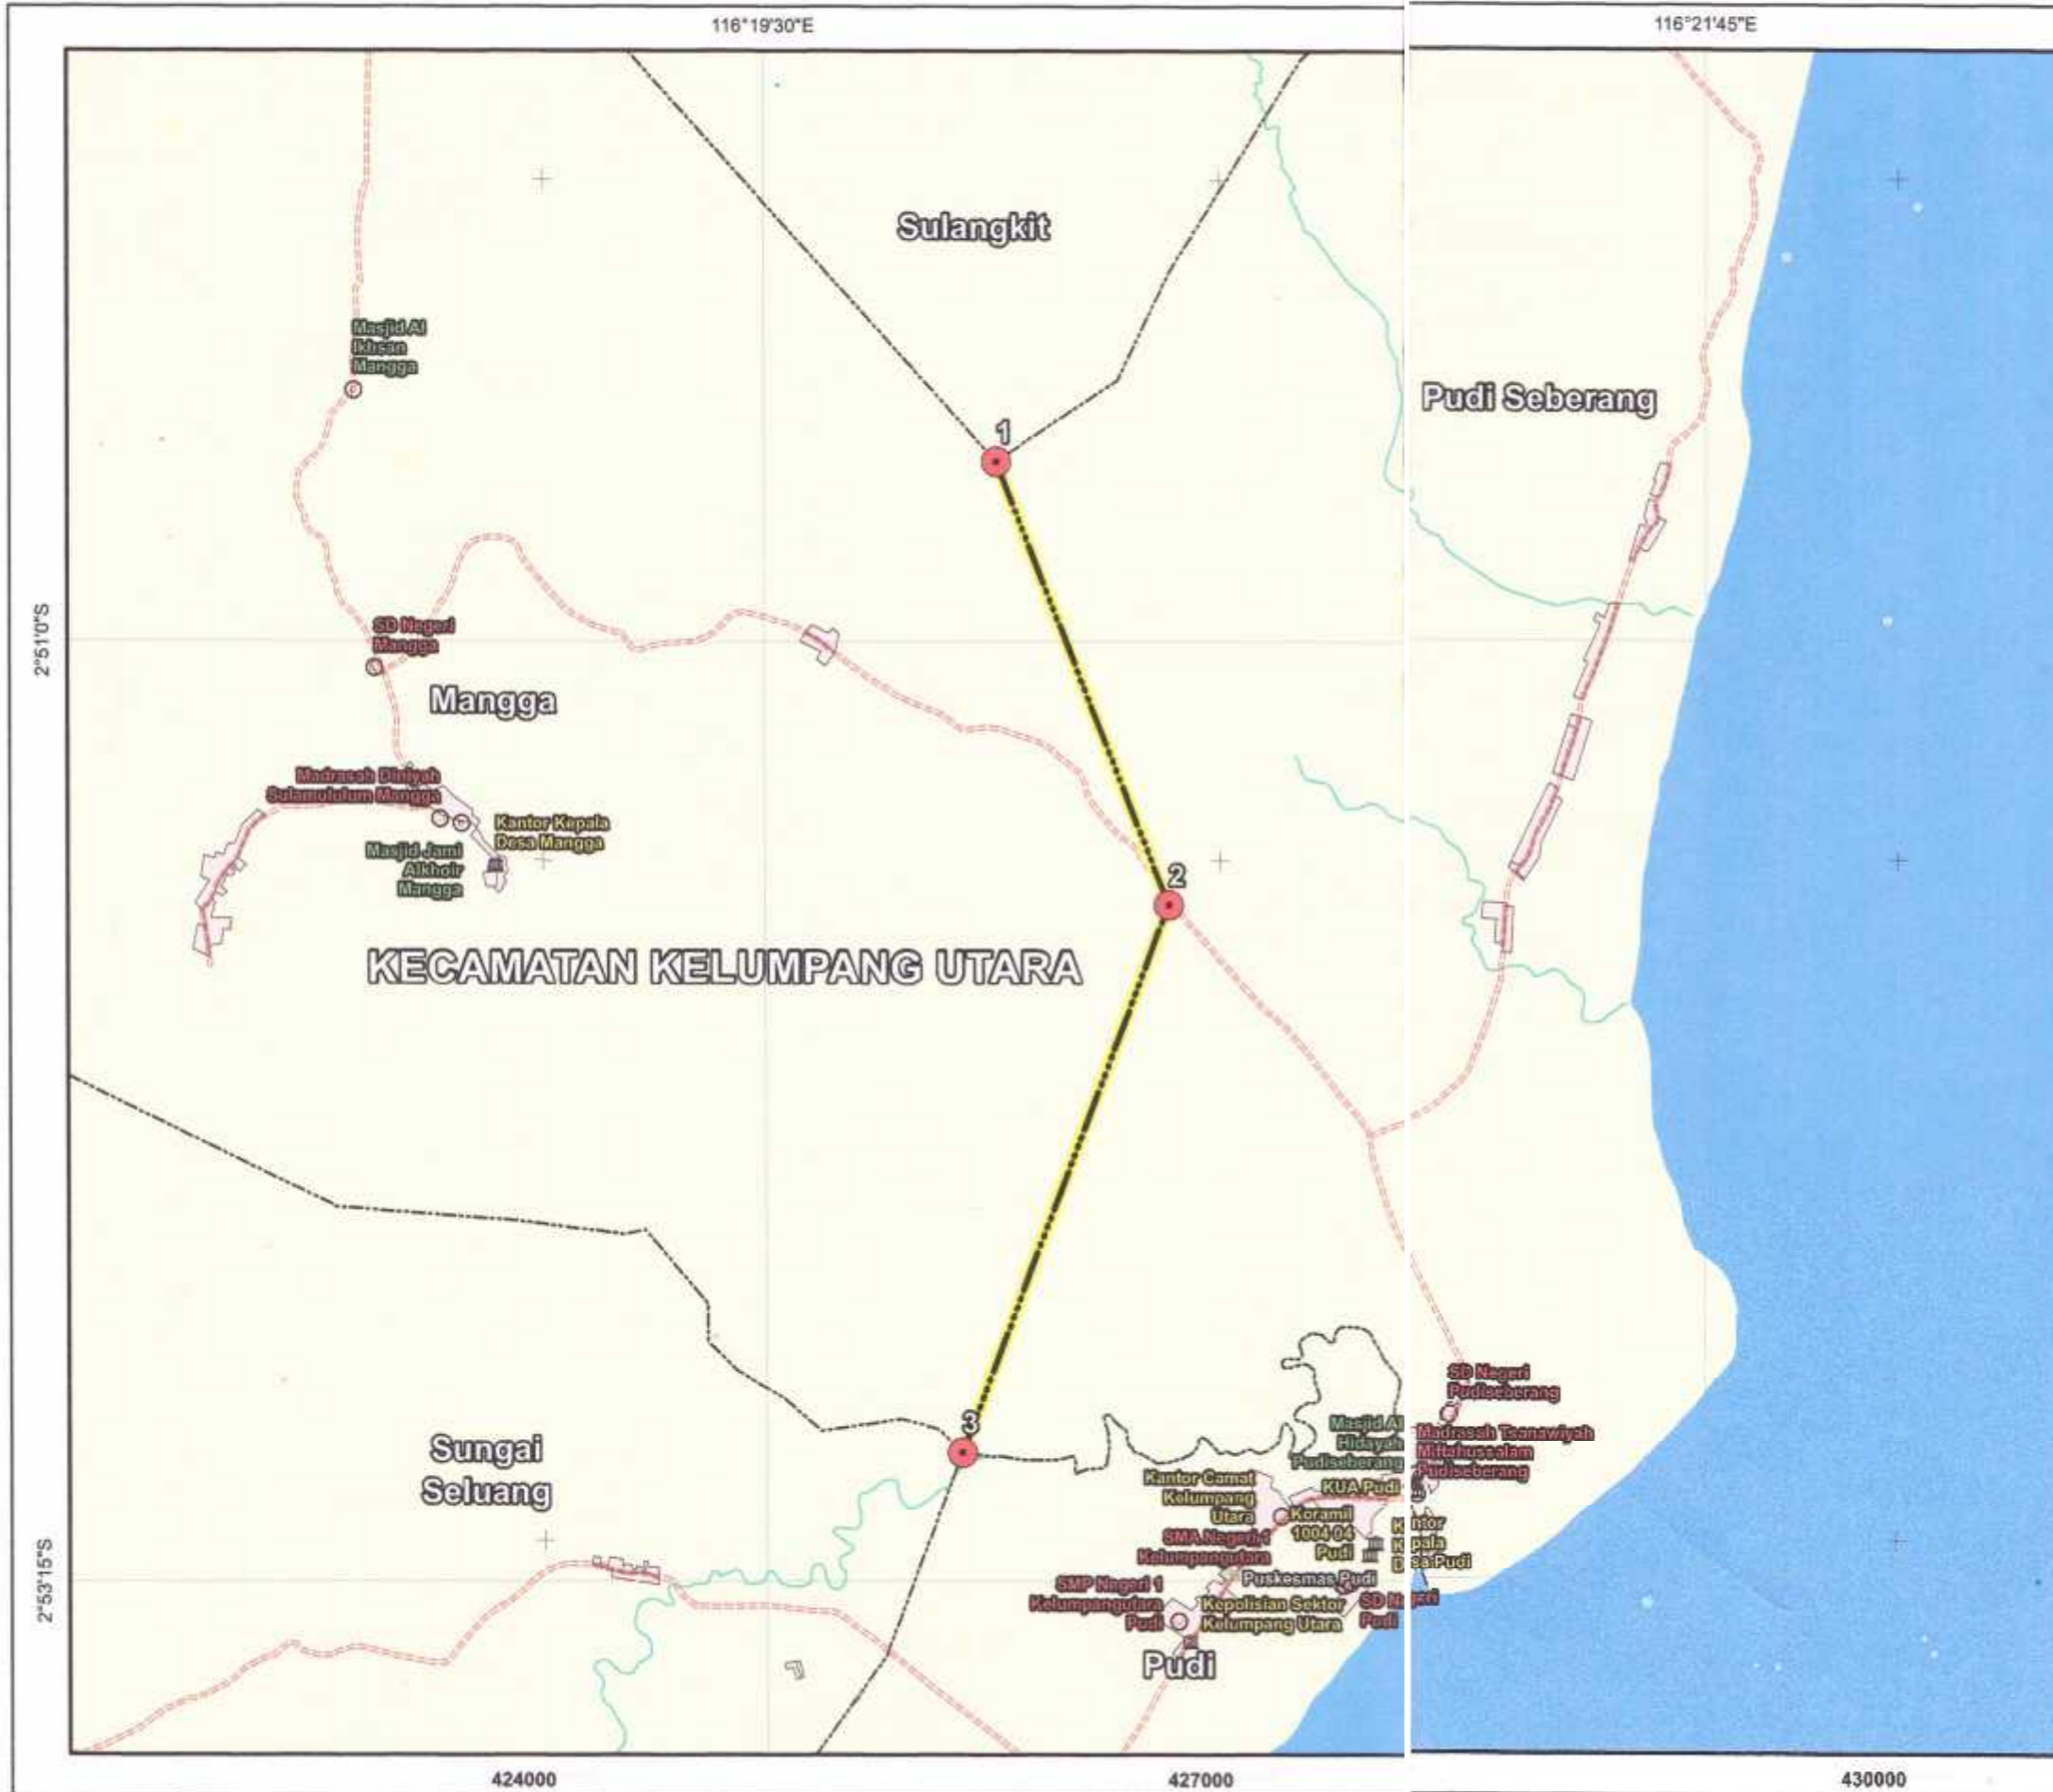 116°19'30"E
116°21'45"E
Sulangkit
Masjid Al
Ikhsan
Mangga
Pudi Seberang
1
2°51'0"S
SD Negeri
Mangga
Mangga
Madrasah Diniyah
Sulamululum Mangga
Kantor Kepala
Desa Mangga
Masjid Jami
Alkhoir
Mangga
2
KECAMATAN KELUMPANG UTARA
SD Negeri
Pudiseberang
3
Masjid Al
Hidayah
Pudiseberang
Madrasah Tsanawiyah
Miftahussalam
Pudiseberang
Sungai
Seluang
Kantor Camat
Kelumpang
Utara
KUA Pudi
Koramil
1004-04
Pudi
Kantor
Kepala
Desa Pudi
SMA Negeri 1
Kelumpangutara
2°53'15"S
Puskesmas Pudi
SMP Negeri 1
Kelumpangutara
Pudi
Kepolisian Sektor
Kelumpang Utara
SD Negeri
Pudi
Pudi
424000
427000
430000